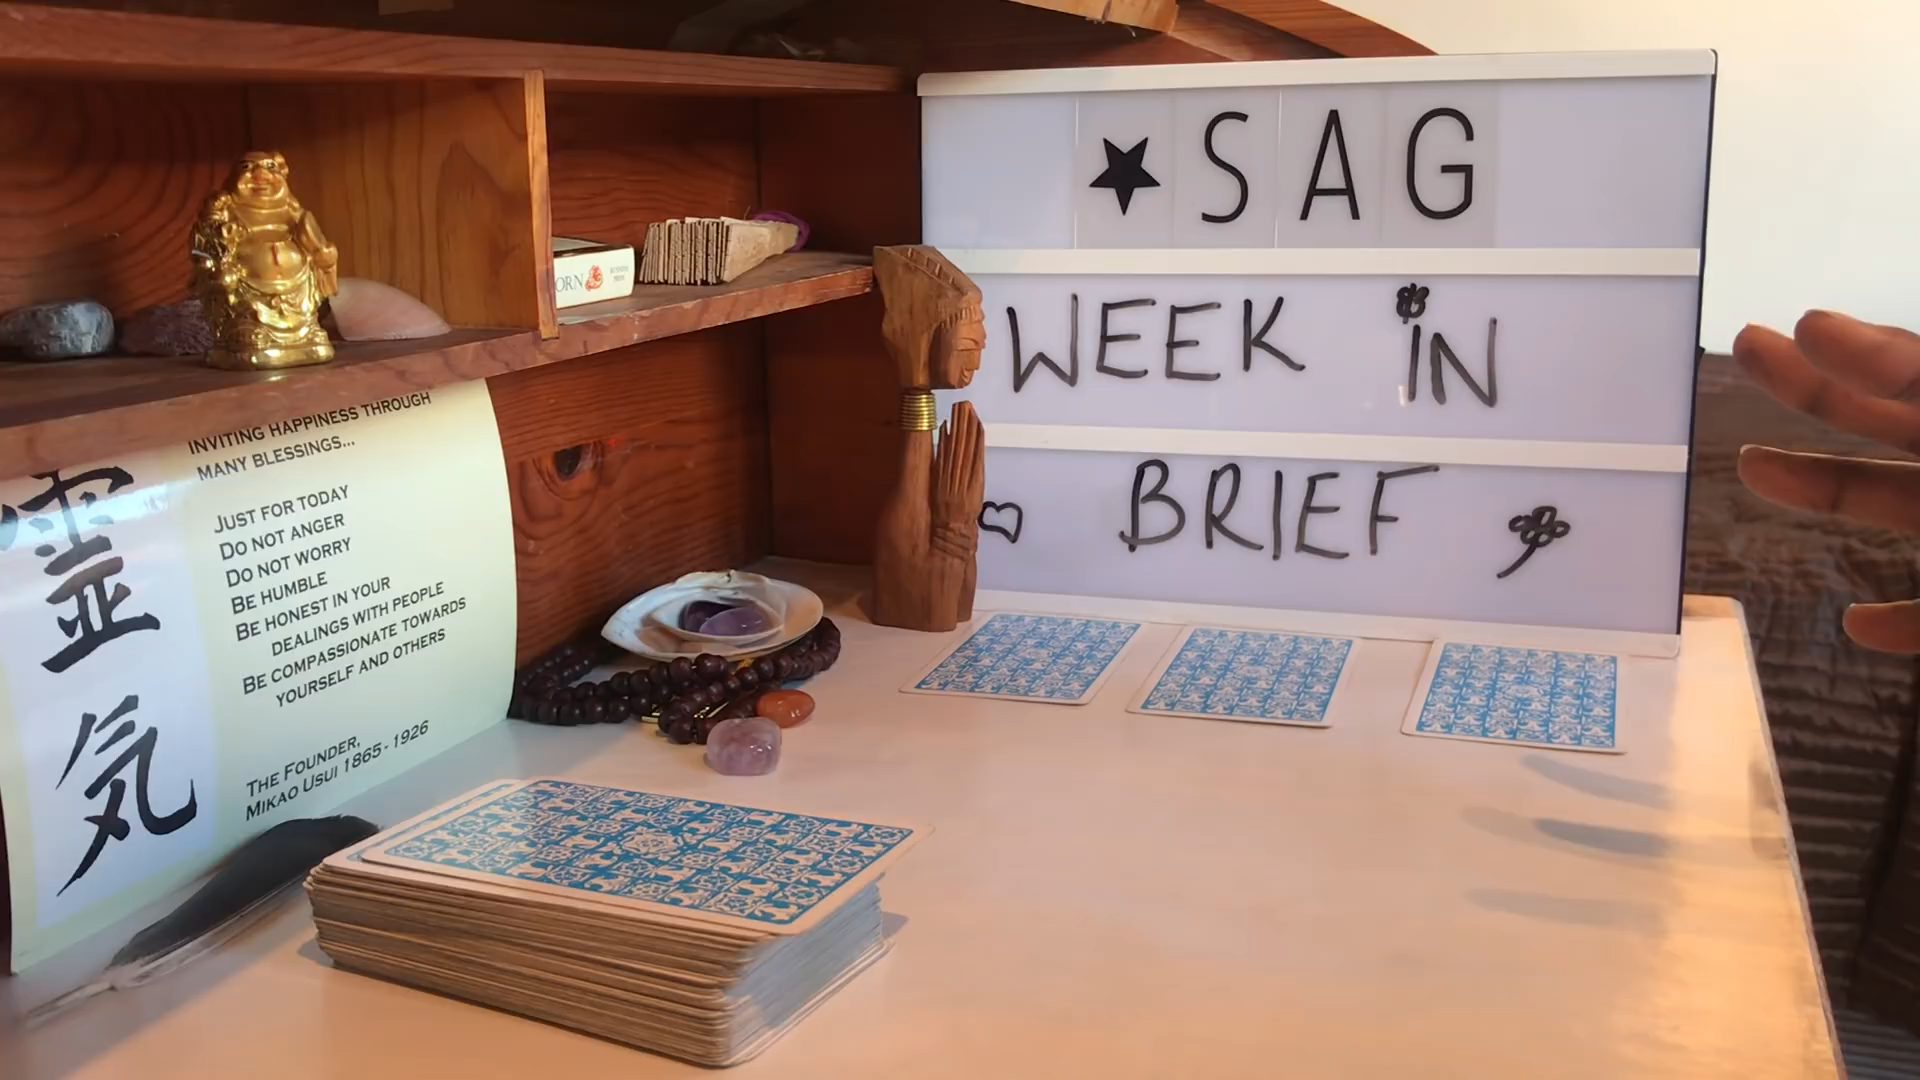 ★ SAG
WEEK IN
BRIEF
ORN
INVITING HAPPINESS THROUGH
MANY BLESSINGS...
JUST FOR TODAY
DO NOT ANGER
DO NOT WORRY
BE HUMBLE
BE HONEST IN YOUR
DEALINGS WITH PEOPLE
BE COMPASSIONATE TOWARDS
YOURSELF AND OTHERS
THE FOUNDER,
MIKAO USUI 1865 - 1926
靈
気